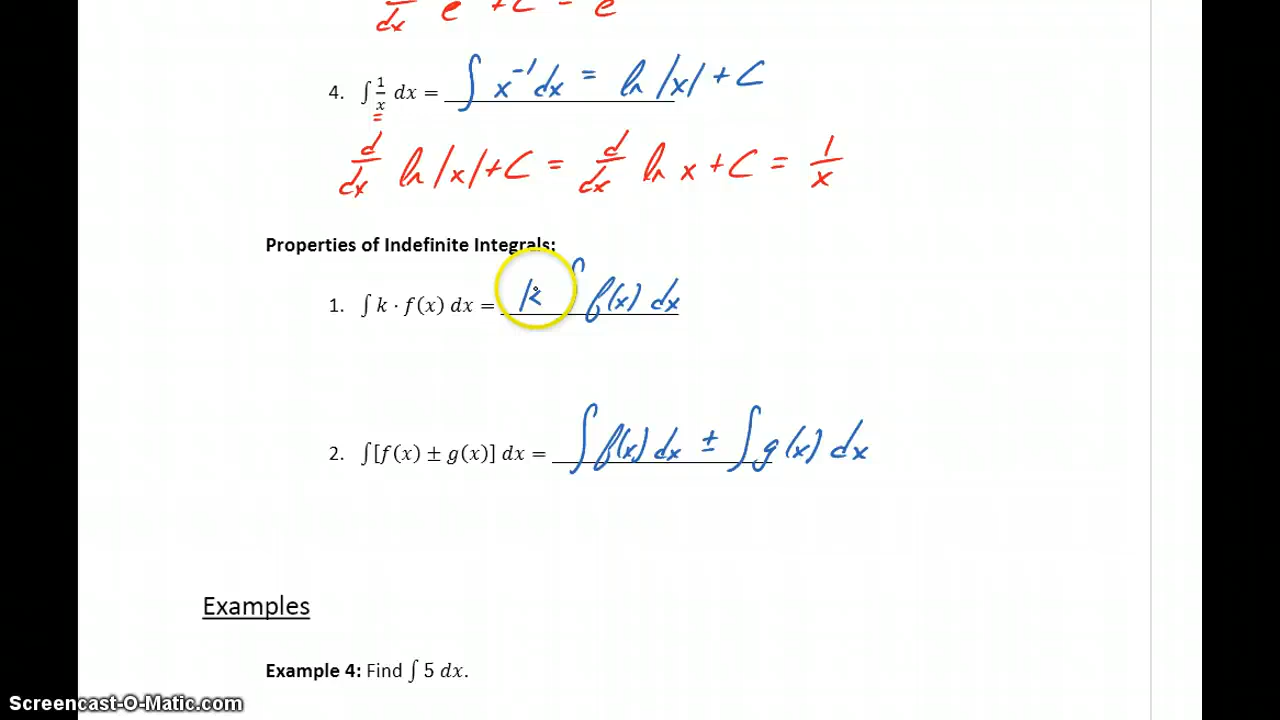 d/dx e + C = e
4. ∫ 1/x dx = ∫ x⁻¹ dx = ln |x| + C
d/dx ln |x| + C = d/dx ln x + C = 1/x
Properties of Indefinite Integrals:
1. ∫ k · f(x) dx = k ∫ f(x) dx
2. ∫[f(x) ± g(x)] dx = ∫ f(x) dx ± ∫ g(x) dx
Examples
Example 4: Find ∫ 5 dx.
Screencast-O-Matic.com